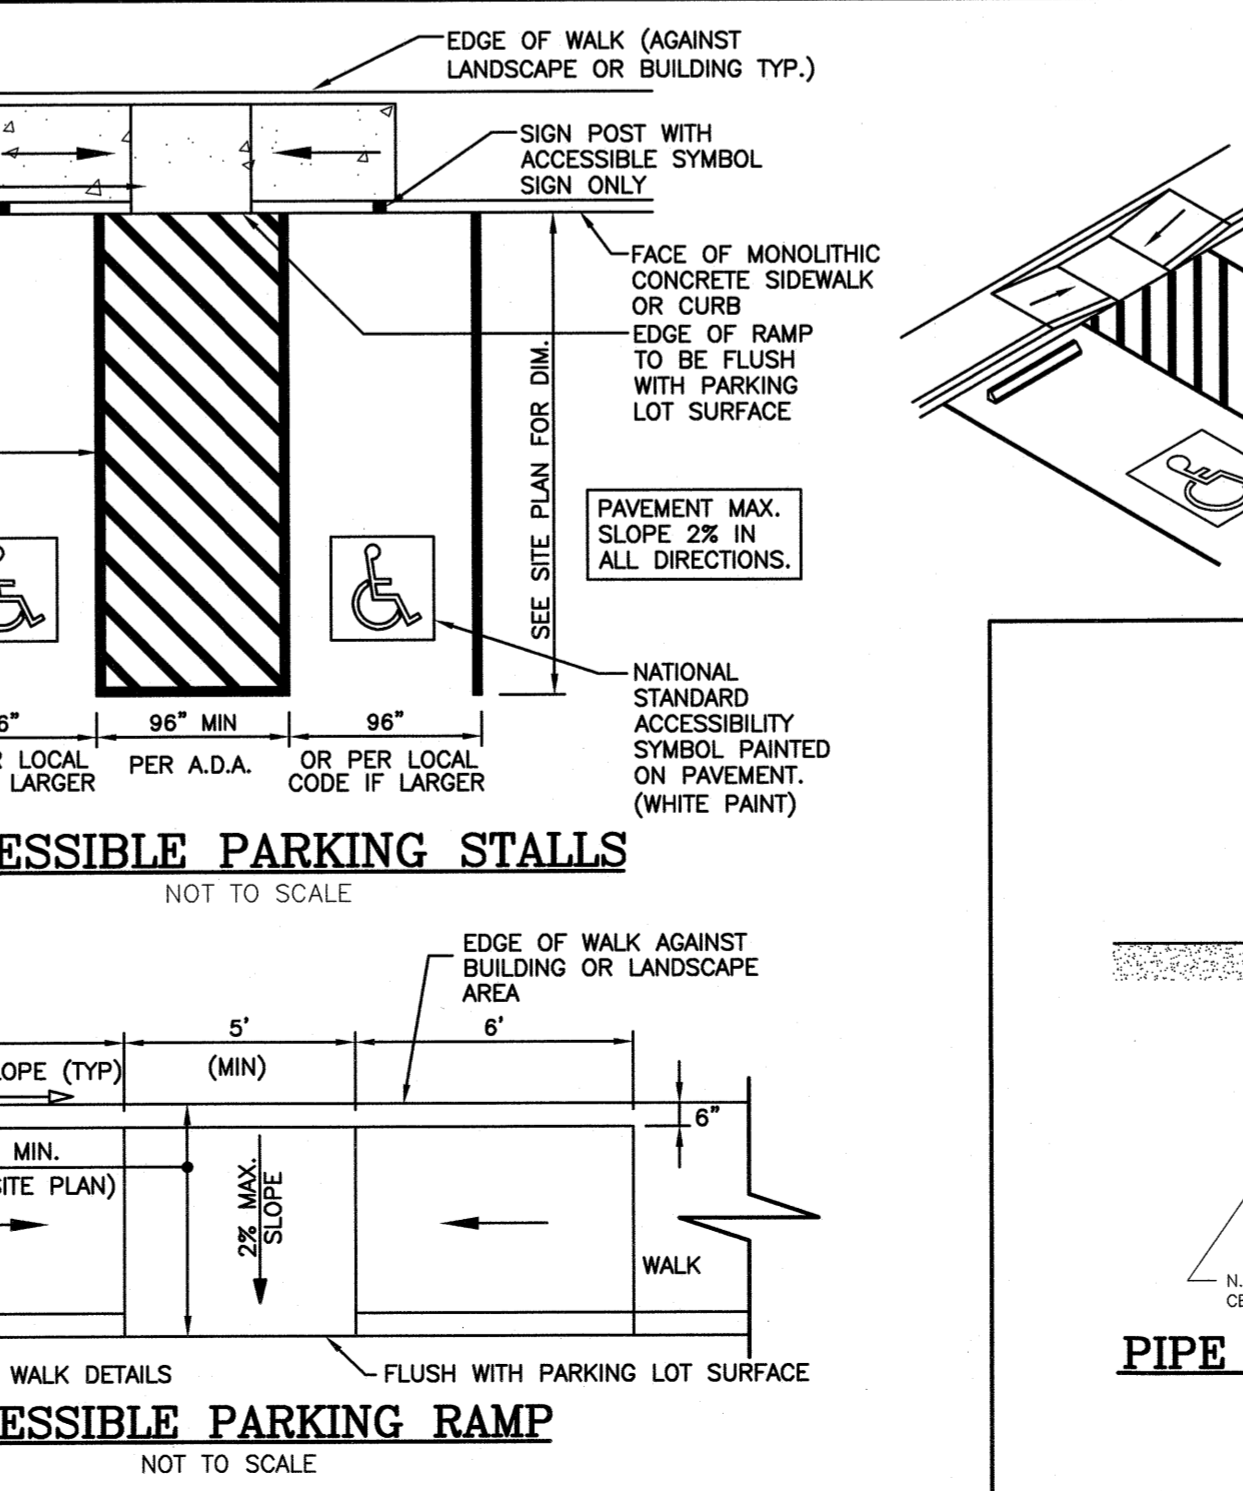 EDGE OF WALK (AGAINST
LANDSCAPE OR BUILDING TYP.)
SIGN POST WITH
ACCESSIBLE SYMBOL
SIGN ONLY
FACE OF MONOLITHIC
CONCRETE SIDEWALK
OR CURB
EDGE OF RAMP
TO BE FLUSH
WITH PARKING
LOT SURFACE
SEE SITE PLAN FOR DIM.
PAVEMENT MAX.
SLOPE 2% IN
ALL DIRECTIONS.
NATIONAL
STANDARD
ACCESSIBILITY
SYMBOL PAINTED
ON PAVEMENT.
(WHITE PAINT)
6"
LOCAL
LARGER
96" MIN
PER A.D.A.
96"
OR PER LOCAL
CODE IF LARGER
ESSIBLE PARKING STALLS
NOT TO SCALE
EDGE OF WALK AGAINST
BUILDING OR LANDSCAPE
AREA
5'
(MIN)
6'
LOPE (TYP)
6"
MIN.
SITE PLAN)
2% MAX.
SLOPE
WALK
WALK DETAILS
FLUSH WITH PARKING LOT SURFACE
ESSIBLE PARKING RAMP
NOT TO SCALE
N.
CE
PIPE